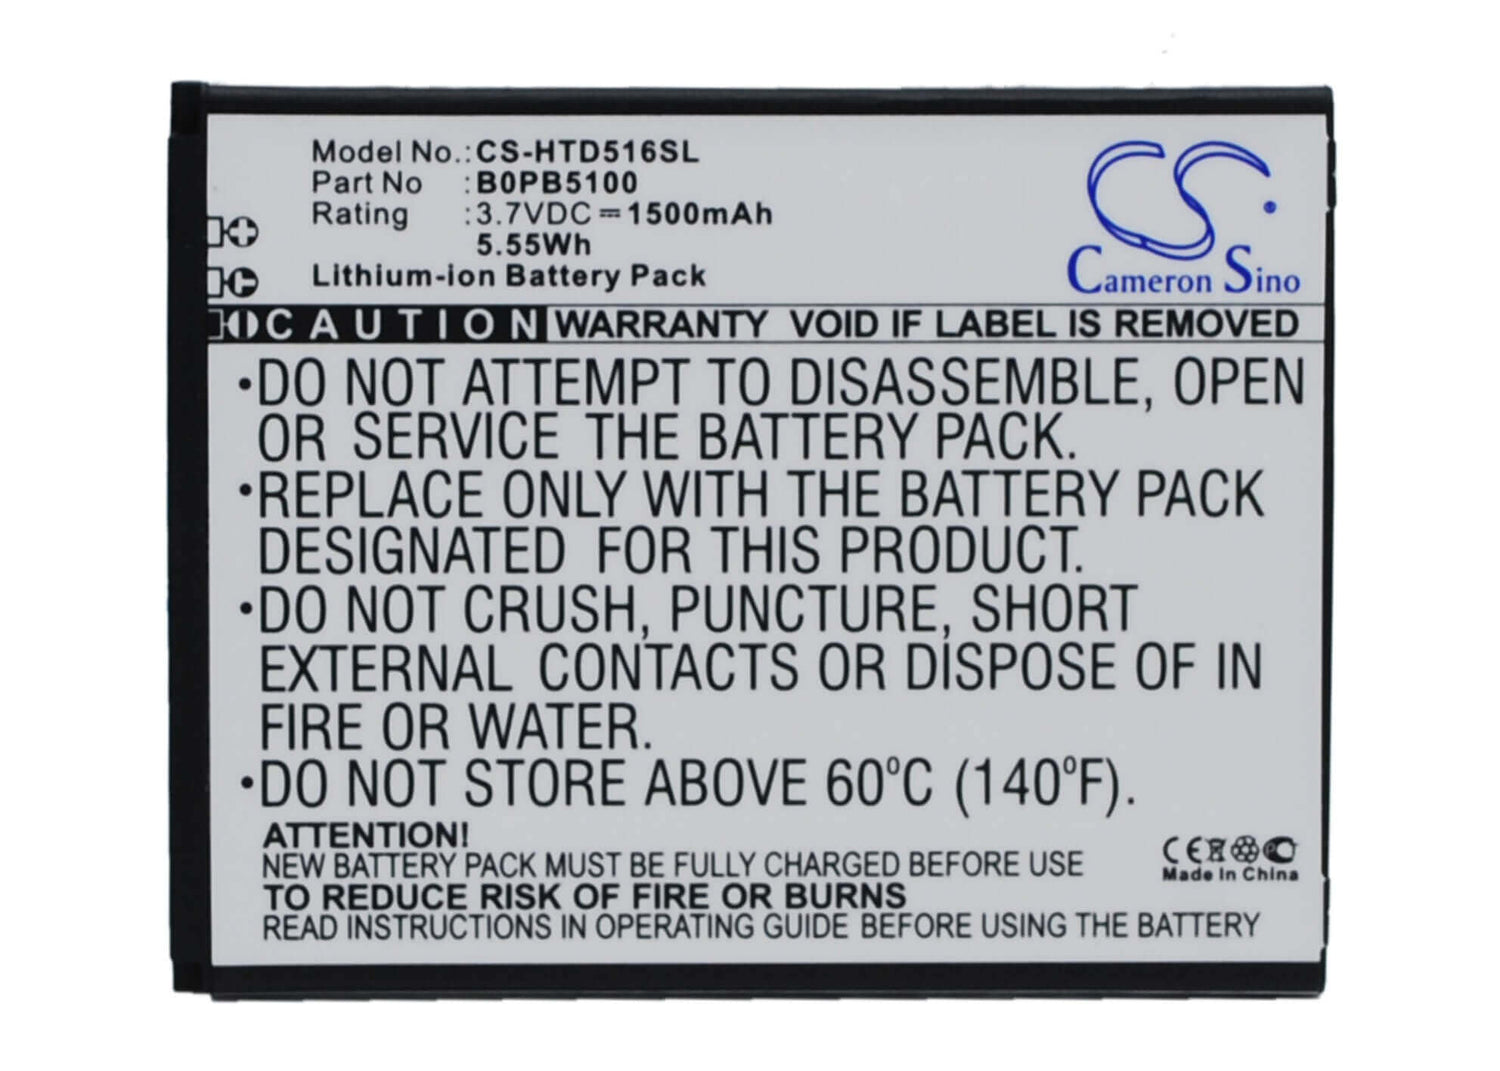 Model No.: CS-HTD516SL
Part No : B0PB5100
Rating : 3.7VDC = 1500mAh
5.55Wh
Lithium-ion Battery Pack
CS
Cameron Sino
CAUTION WARRANTY VOID IF LABEL IS REMOVED
•DO NOT ATTEMPT TO DISASSEMBLE, OPEN
OR SERVICE THE BATTERY PACK.
•REPLACE ONLY WITH THE BATTERY PACK
DESIGNATED FOR THIS PRODUCT.
•DO NOT CRUSH, PUNCTURE, SHORT
EXTERNAL CONTACTS OR DISPOSE OF IN
FIRE OR WATER.
•DO NOT STORE ABOVE 60°C (140°F).
ATTENTION!
NEW BATTERY PACK MUST BE FULLY CHARGED BEFORE USE
TO REDUCE RISK OF FIRE OR BURNS
READ INSTRUCTIONS IN OPERATING GUIDE BEFORE USING THE BATTERY
CE
Made In China